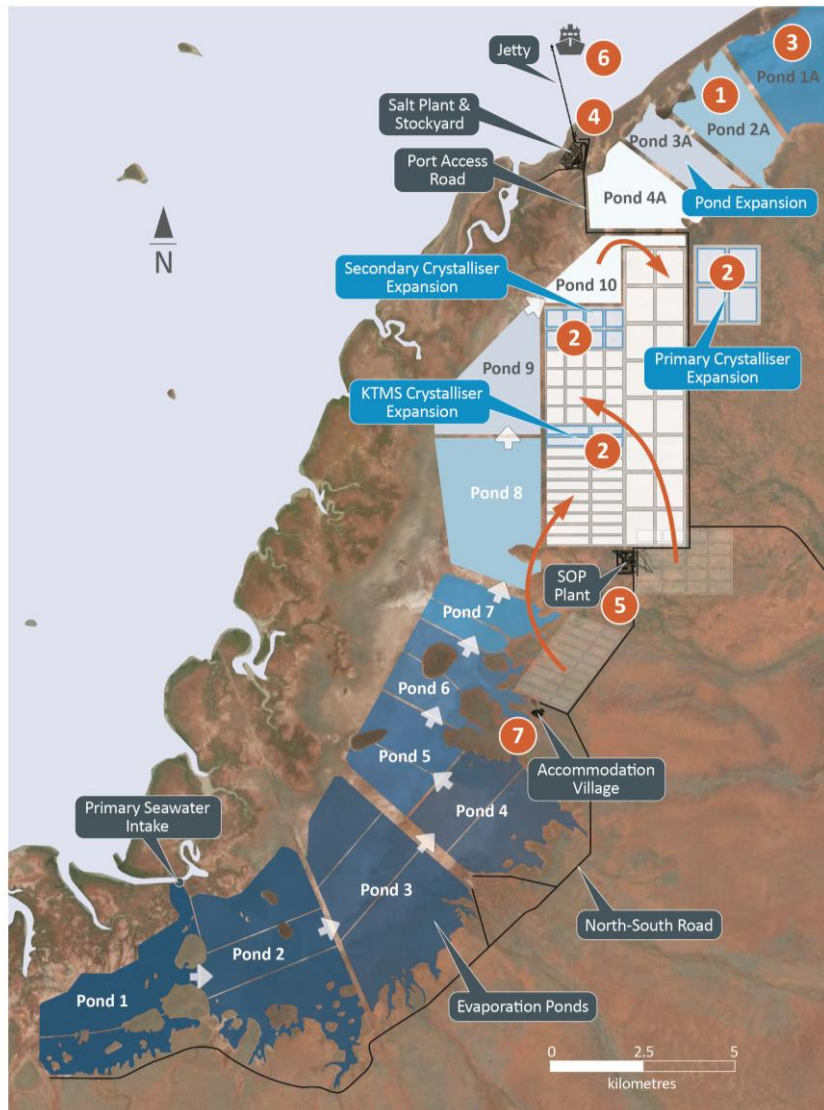 3
Pond 1A
6
Jetty
1
Pond 2A
Salt Plant &
Stockyard
4
Pond 3A
Port Access
Road
Pond 4A
Pond Expansion
N
Secondary Crystalliser
Expansion
Pond 10
2
2
Primary Crystalliser
Expansion
Pond 9
KTMS Crystalliser
Expansion
2
Pond 8
SOP
Plant
5
Pond 7
Pond 6
7
Pond 5
Accommodation
Village
Pond 4
Primary Seawater
Intake
Pond 3
North-South Road
Pond 2
Pond 1
Evaporation Ponds
0 2.5 5
kilometres